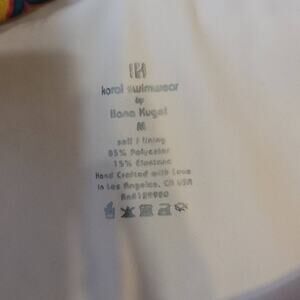 koral swimwear
by
Ilana Kugel
M
self / lining
85% Polyester
15% Elastane
Hand Crafted with Love
in Los Angeles, CA USA